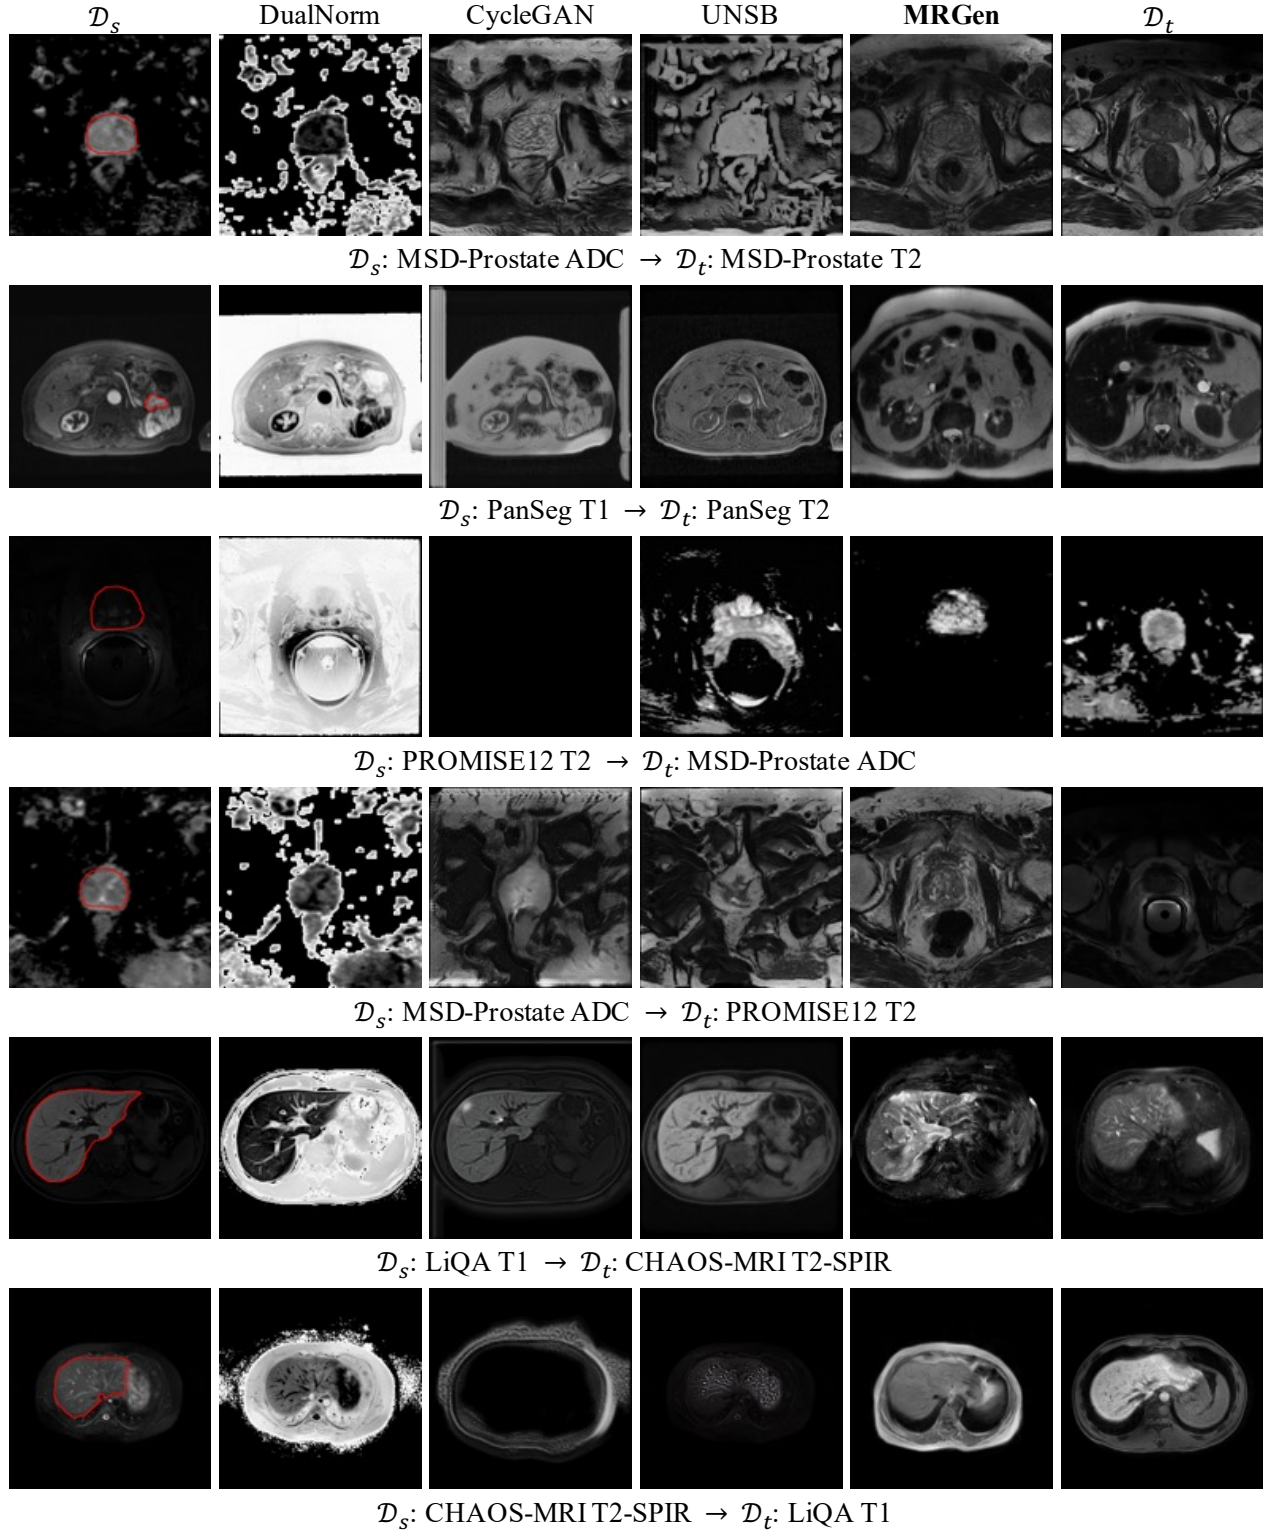 𝒟s DualNorm CycleGAN UNSB MRGen 𝒟t
𝒟s: MSD-Prostate ADC → 𝒟t: MSD-Prostate T2
𝒟s: PanSeg T1 → 𝒟t: PanSeg T2
𝒟s: PROMISE12 T2 → 𝒟t: MSD-Prostate ADC
𝒟s: MSD-Prostate ADC → 𝒟t: PROMISE12 T2
𝒟s: LiQA T1 → 𝒟t: CHAOS-MRI T2-SPIR
𝒟s: CHAOS-MRI T2-SPIR → 𝒟t: LiQA T1